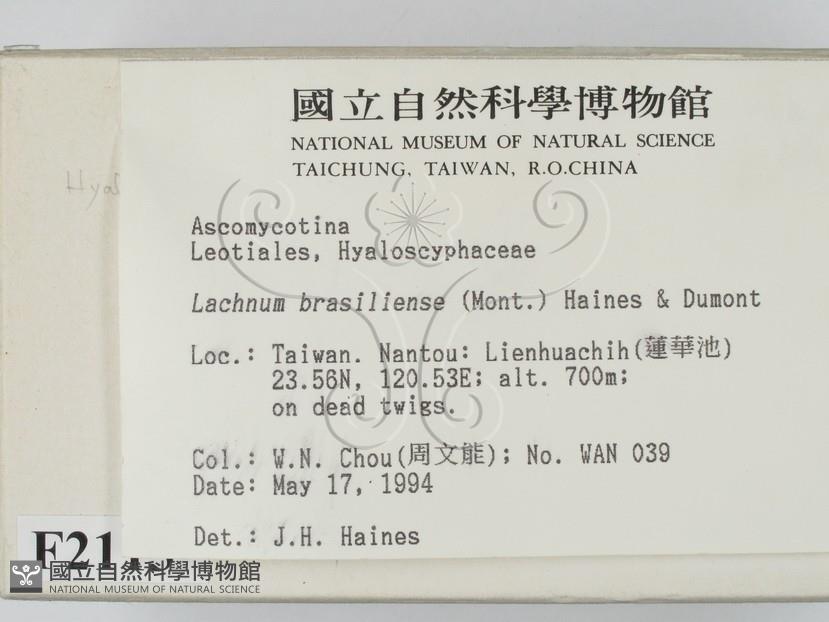 國立自然科學博物館
NATIONAL MUSEUM OF NATURAL SCIENCE
TAICHUNG, TAIWAN, R.O.CHINA
Hyal
Ascomycotina
Leotiales, Hyaloscyphaceae
Lachnum brasiliense (Mont.) Haines & Dumont
Loc.: Taiwan. Nantou: Lienhuachih(蓮華池)
23.56N, 120.53E; alt. 700m;
on dead twigs.
Col.: W.N. Chou(周文能); No. WAN 039
Date: May 17, 1994
Det.: J.H. Haines
國立自然科學博物館
NATIONAL MUSEUM OF NATURAL SCIENCE